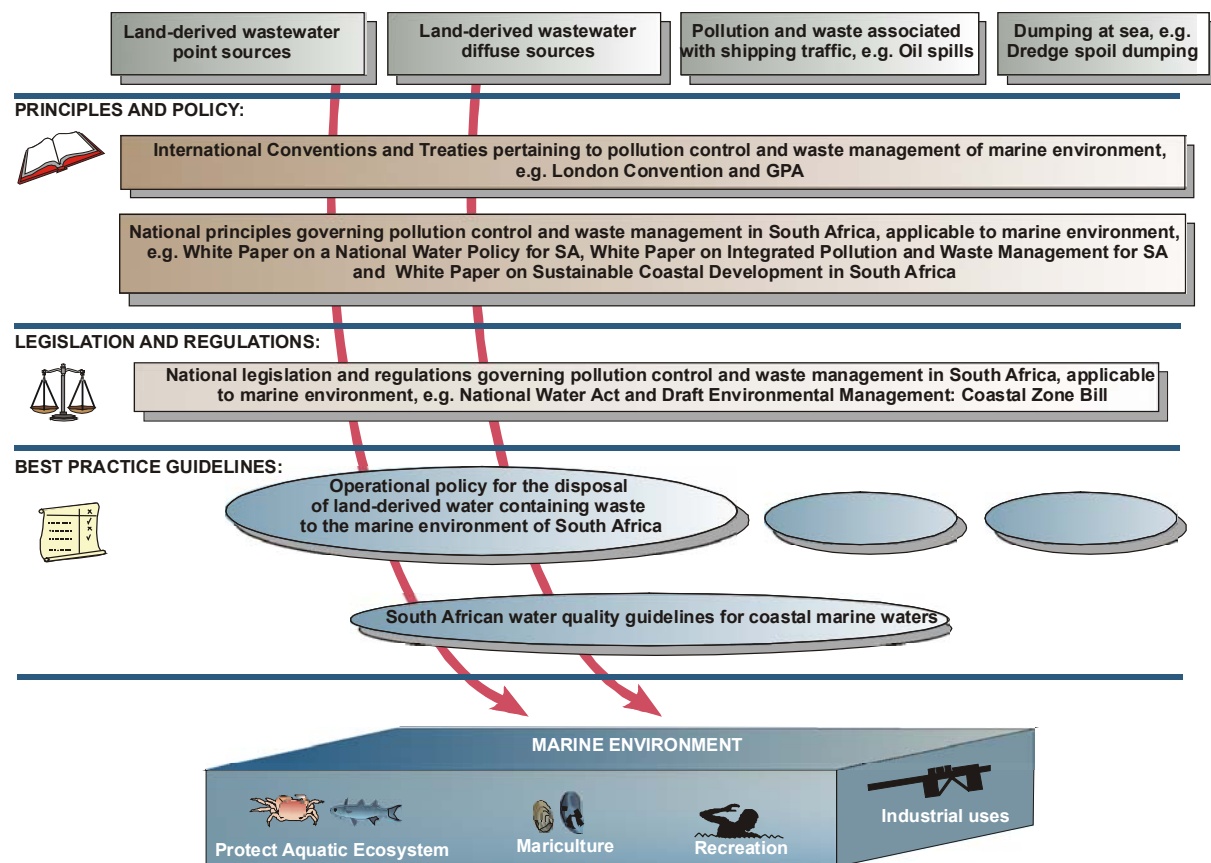 Land-derived wastewater
point sources
Land-derived wastewater
diffuse sources
Pollution and waste associated
with shipping traffic, e.g. Oil spills
Dumping at sea, e.g.
Dredge spoil dumping
PRINCIPLES AND POLICY:
International Conventions and Treaties pertaining to pollution control and waste management of marine environment,
e.g. London Convention and GPA
National principles governing pollution control and waste management in South Africa, applicable to marine environment,
e.g. White Paper on a National Water Policy for SA, White Paper on Integrated Pollution and Waste Management for SA
and White Paper on Sustainable Coastal Development in South Africa
LEGISLATION AND REGULATIONS:
National legislation and regulations governing pollution control and waste management in South Africa, applicable
to marine environment, e.g. National Water Act and Draft Environmental Management: Coastal Zone Bill
BEST PRACTICE GUIDELINES:
Operational policy for the disposal
of land-derived water containing waste
to the marine environment of South Africa
South African water quality guidelines for coastal marine waters
MARINE ENVIRONMENT
Protect Aquatic Ecosystem
Mariculture
Recreation
Industrial uses